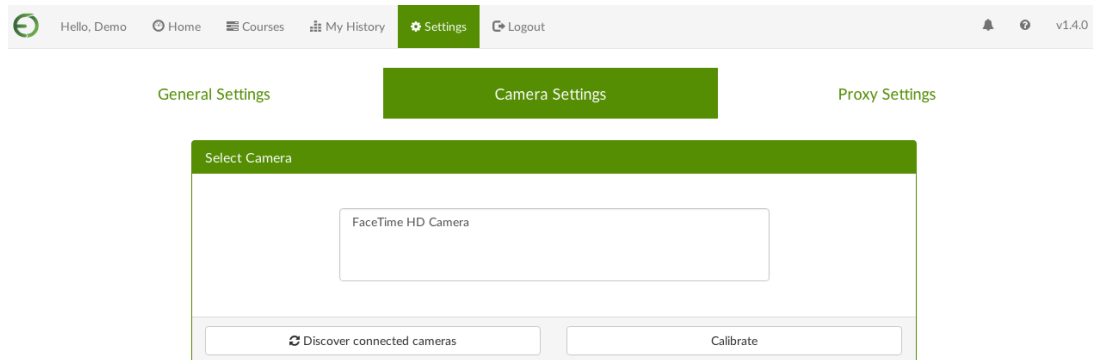 Hello, Demo Home Courses My History Settings Logout v1.4.0
General Settings Camera Settings Proxy Settings
Select Camera
FaceTime HD Camera
Discover connected cameras Calibrate